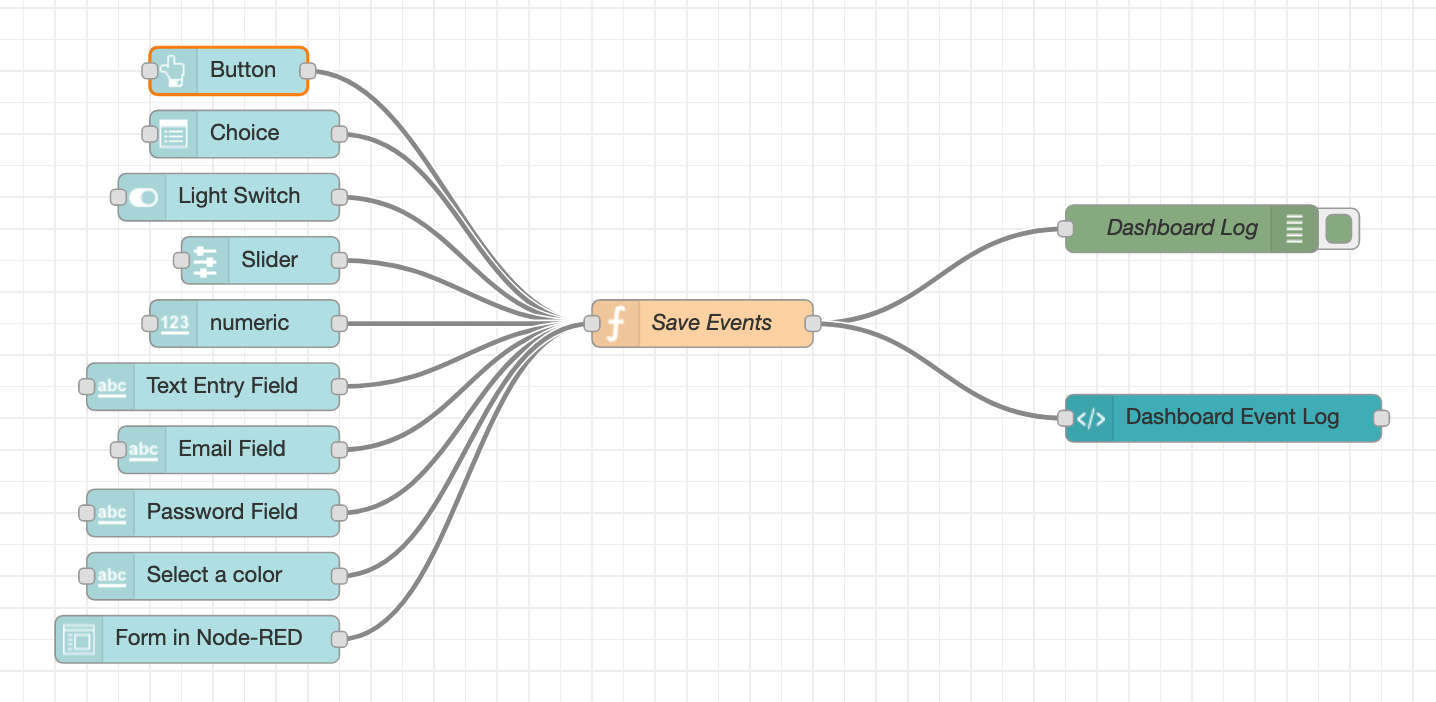 Button
Choice
Light Switch
Slider
123 numeric
abc Text Entry Field
abc Email Field
abc Password Field
abc Select a color
Form in Node-RED
f Save Events
Dashboard Log
</> Dashboard Event Log